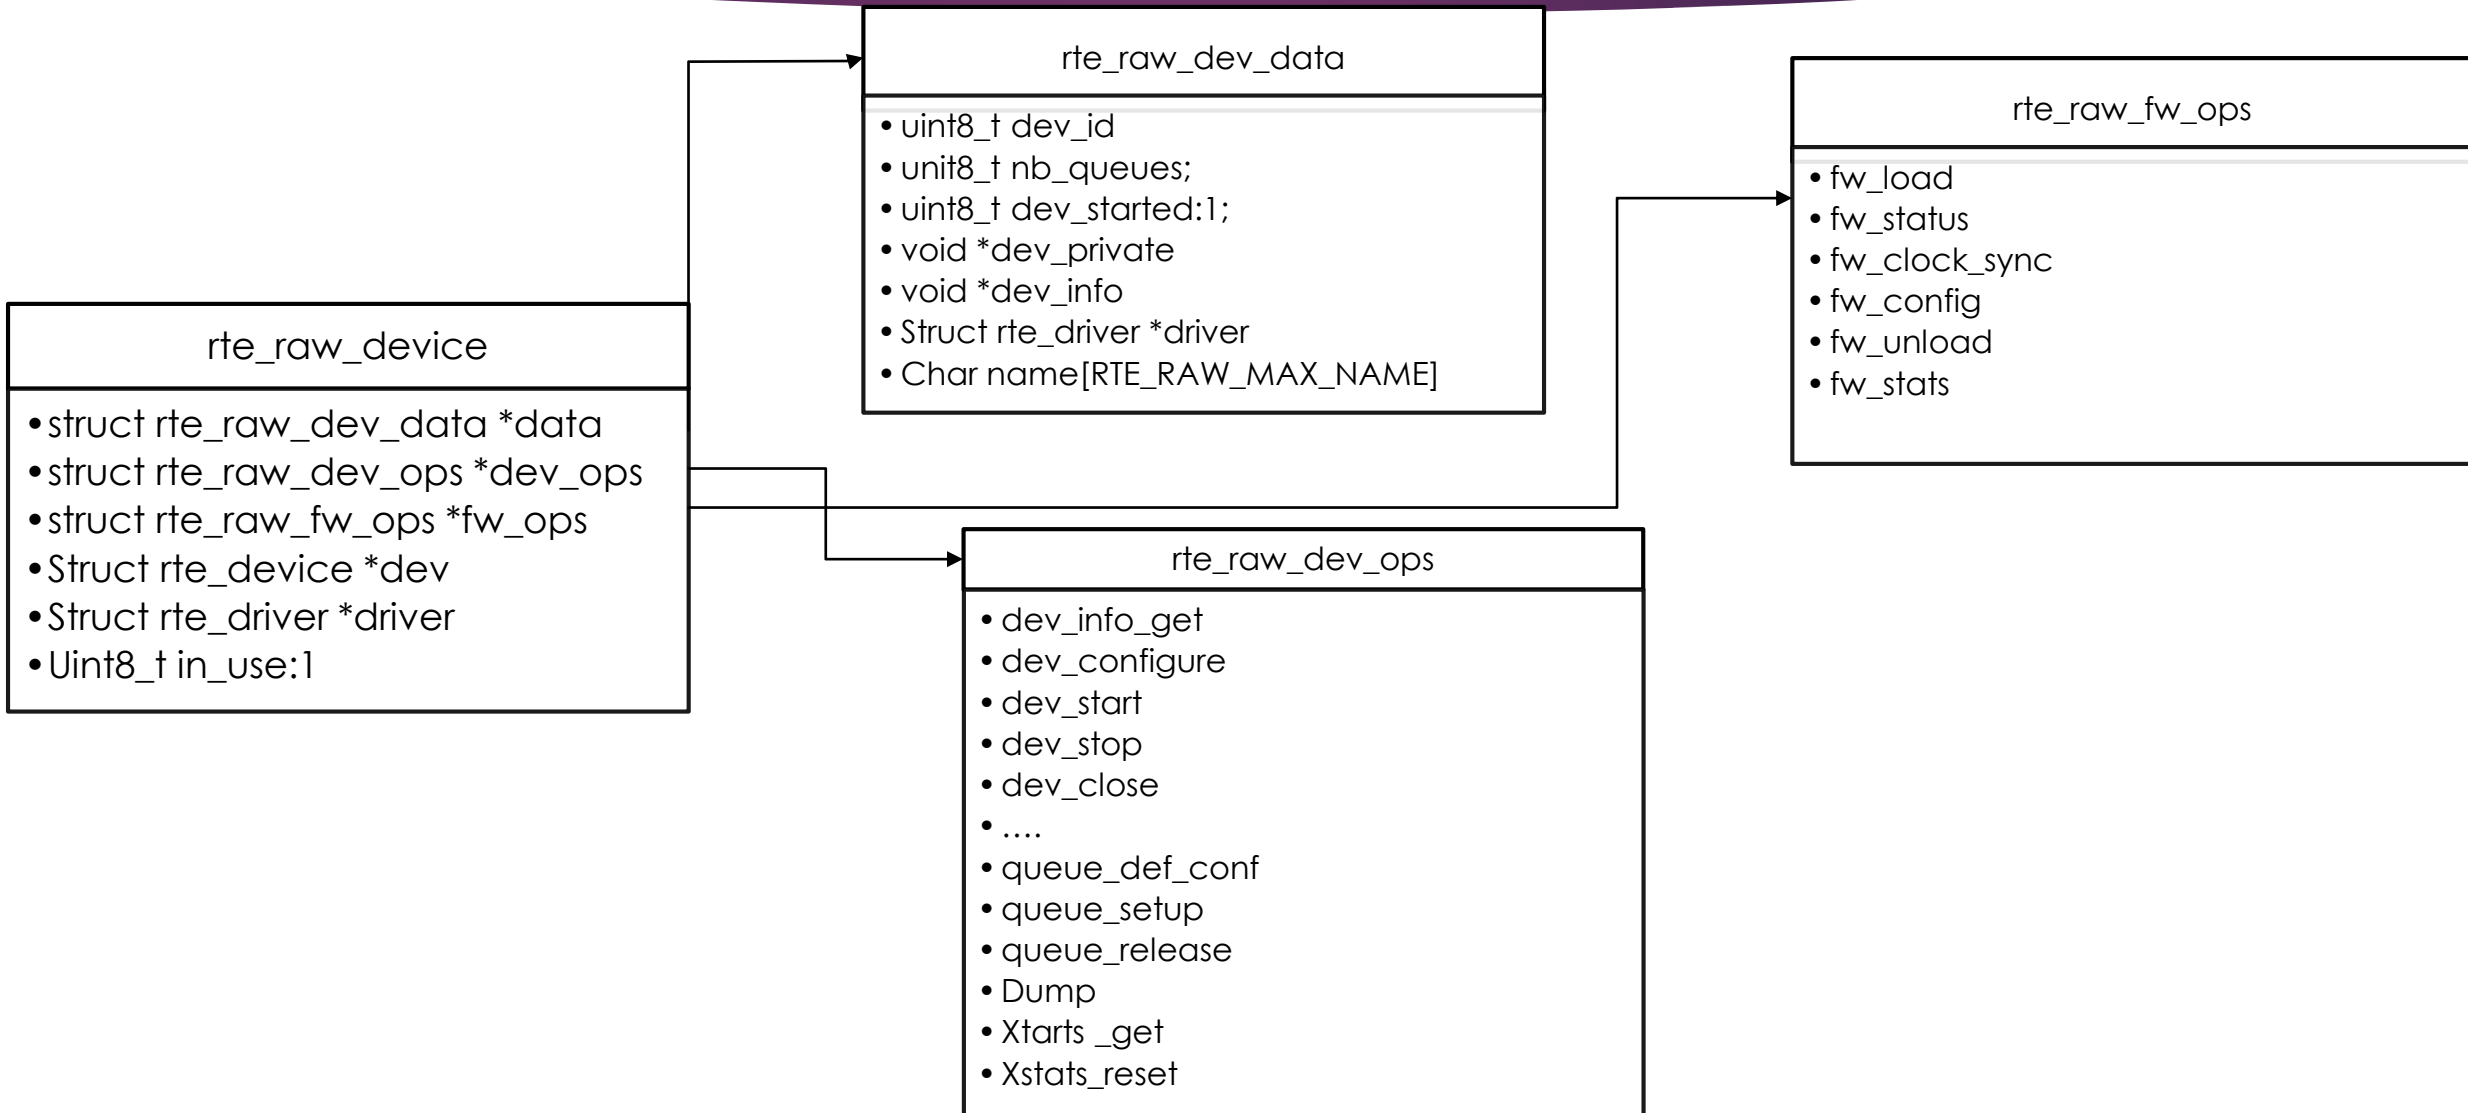 rte_raw_device
•struct rte_raw_dev_data *data
•struct rte_raw_dev_ops *dev_ops
•struct rte_raw_fw_ops *fw_ops
•Struct rte_device *dev
•Struct rte_driver *driver
•Uint8_t in_use:1
rte_raw_dev_data
• uint8_t dev_id
• unit8_t nb_queues;
• uint8_t dev_started:1;
• void *dev_private
• void *dev_info
• Struct rte_driver *driver
• Char name[RTE_RAW_MAX_NAME]
rte_raw_fw_ops
• fw_load
• fw_status
• fw_clock_sync
• fw_config
• fw_unload
• fw_stats
rte_raw_dev_ops
• dev_info_get
• dev_configure
• dev_start
• dev_stop
• dev_close
• ....
• queue_def_conf
• queue_setup
• queue_release
• Dump
• Xtarts _get
• Xstats_reset